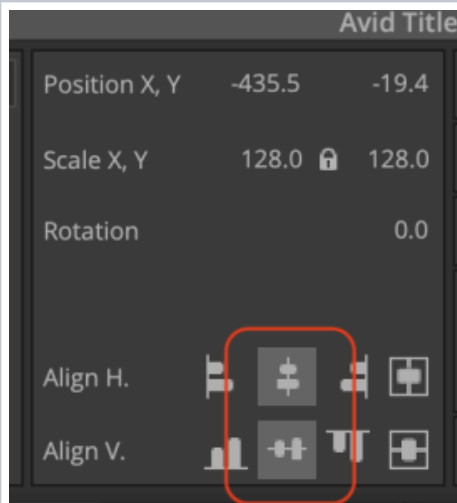 Avid Title
Position X, Y -435.5 -19.4
Scale X, Y 128.0 128.0
Rotation 0.0
Align H.
Align V.